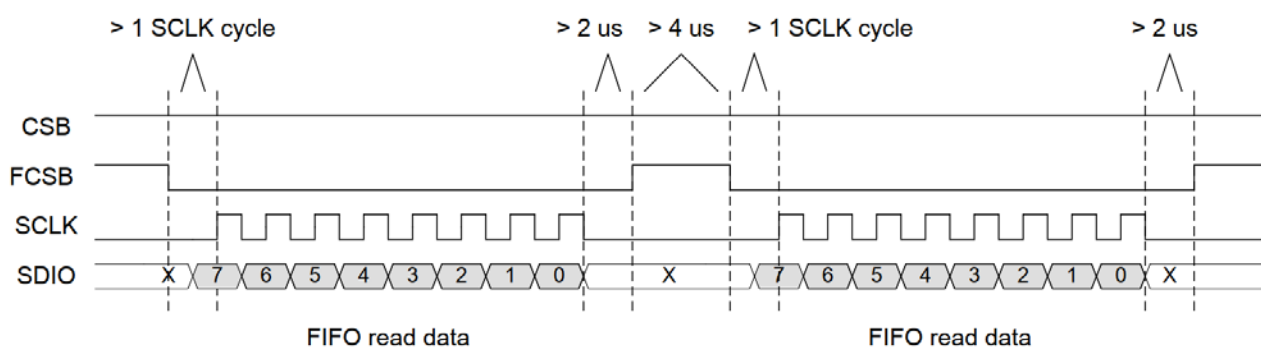 > 1 SCLK cycle > 2 us > 4 us > 1 SCLK cycle > 2 us
CSB
FCSB
SCLK
SDIO X 7 6 5 4 3 2 1 0 X 7 6 5 4 3 2 1 0 X
FIFO read data FIFO read data